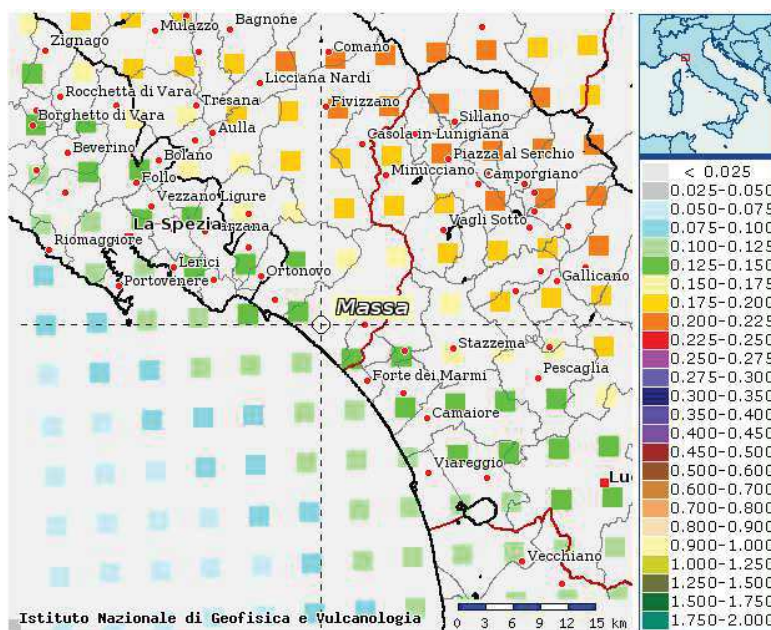 Bagnone
Mulazzo
Zignago
Comano
Licciana Nardi
Rocchetta di Vara
Tresana
Fivizzano
Borghetto di Vara
Aulla
Sillano
Casola in Lunigiana
Beverino
Bolano
Piazza al Serchio
Follo
Minucciano
Camporgiano
Vezzano Ligure
La Spezia
arzana
Vagli Sotto
Riomaggiore
Lerici
Ortonovo
Gallicano
Portovenere
Massa
Stazzema
Pescaglia
Forte dei Marmi
Camaiore
Viareggio
Luc
Vecchiano
Istituto Nazionale di Geofisica e Vulcanologia
0 3 6 9 12 15 km
< 0.025
0.025-0.050
0.050-0.075
0.075-0.100
0.100-0.125
0.125-0.150
0.150-0.175
0.175-0.200
0.200-0.225
0.225-0.250
0.250-0.275
0.275-0.300
0.300-0.350
0.350-0.400
0.400-0.450
0.450-0.500
0.500-0.600
0.600-0.700
0.700-0.800
0.800-0.900
0.900-1.000
1.000-1.250
1.250-1.500
1.500-1.750
1.750-2.000